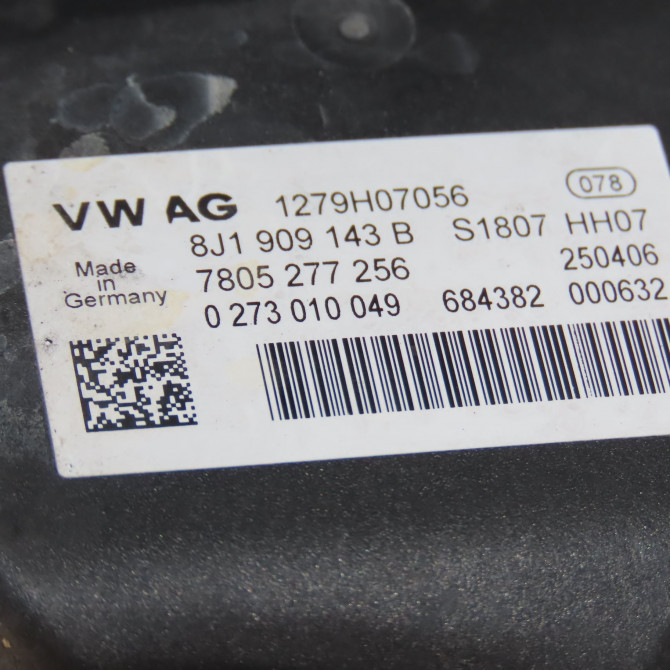 VW AG 1279H07056 078
8J1 909 143 B S1807 HH07
Made in Germany
7805 277 256 250406
0 273 010 049 684382 000632